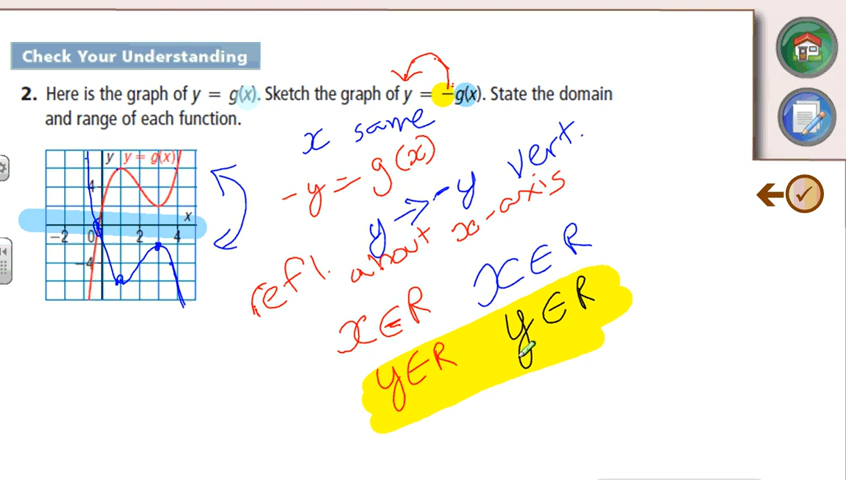 Check Your Understanding
2. Here is the graph of y = g(x). Sketch the graph of y = -g(x). State the domain
and range of each function.
x same
-y = g(x)
y → -y vert.
refl. about x-axis
x∈R x∈R
y∈R y∈R
y y = g(x)
4
x
-2 0 2 4
-4